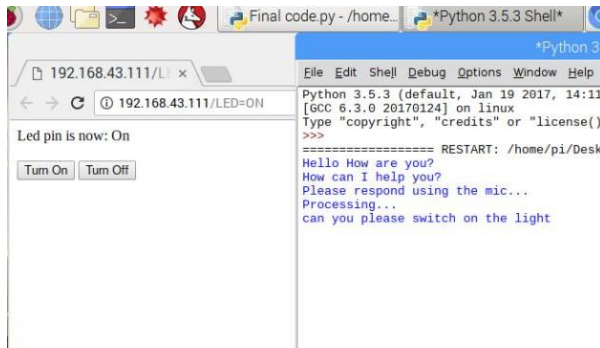 Final code.py - /home...
*Python 3.5.3 Shell*
*Python 3
192.168.43.111/L
192.168.43.111/LED=ON
Led pin is now: On
Turn On
Turn Off
File Edit Shell Debug Options Window Help
Python 3.5.3 (default, Jan 19 2017, 14:11
[GCC 6.3.0 20170124] on linux
Type "copyright", "credits" or "license()
>>>
================== RESTART: /home/pi/Desk
Hello How are you?
How can I help you?
Please respond using the mic...
Processing...
can you please switch on the light